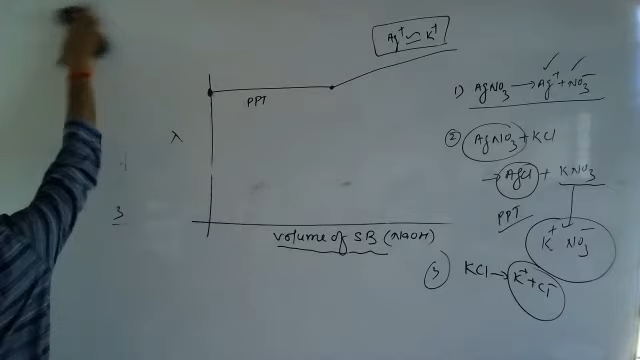 Ag⁺ ≃ K⁺
1) AgNO₃ → Ag⁺ + NO₃⁻
PPT
② AgNO₃ + KCl
λ
→ AgCl + KNO₃
3
PPT
K⁺ NO₃⁻
Volume of SB (NaOH)
3) KCl → K⁺ + Cl⁻